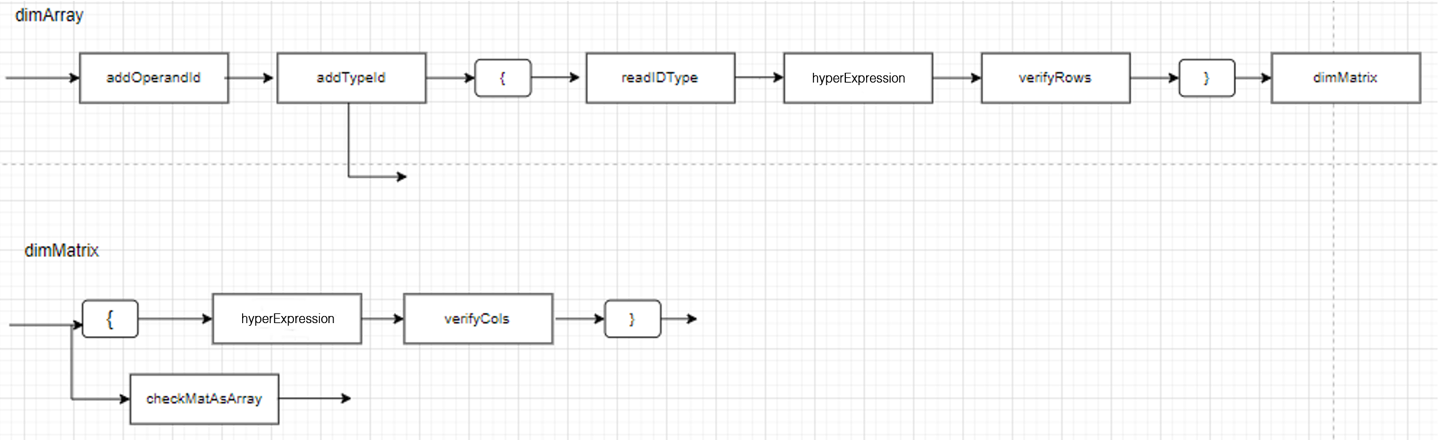 dimArray
addOperandId
addTypeId
{
readIDType
hyperExpression
verifyRows
}
dimMatrix
dimMatrix
{
hyperExpression
verifyCols
}
checkMatAsArray